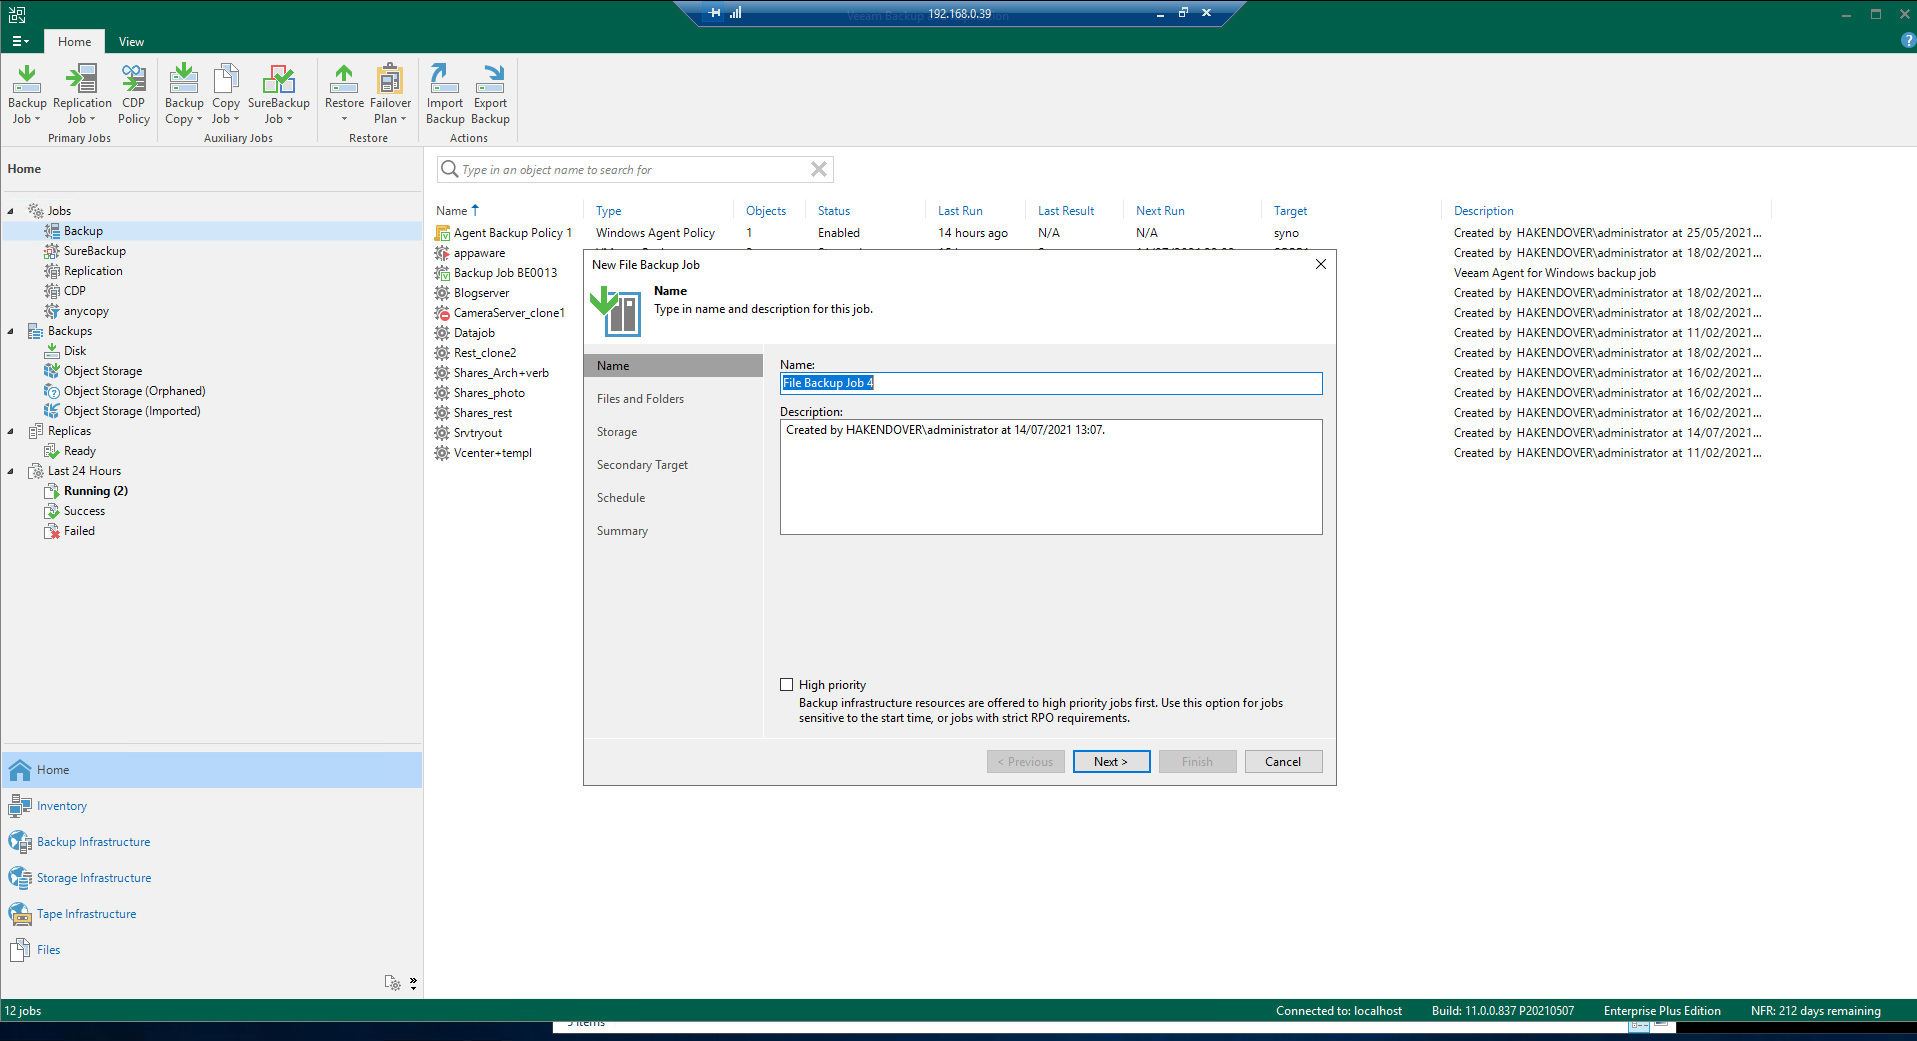 192.168.0.39
Veeam Backup
Home View
Backup Job
Replication Job
CDP Policy
Primary Jobs
Backup Copy
Copy Job
SureBackup Job
Auxiliary Jobs
Restore
Failover Plan
Restore
Import Backup
Export Backup
Actions
Home
Jobs
Backup
SureBackup
Replication
CDP
anycopy
Backups
Disk
Object Storage
Object Storage (Orphaned)
Object Storage (Imported)
Replicas
Ready
Last 24 Hours
Running (2)
Success
Failed
Home
Inventory
Backup Infrastructure
Storage Infrastructure
Tape Infrastructure
Files
Type in an object name to search for
Name Type Objects Status Last Run Last Result Next Run Target Description
Agent Backup Policy 1 Windows Agent Policy 1 Enabled 14 hours ago N/A N/A syno Created by HAKENDOVER\administrator at 25/05/2021...
appaware Created by HAKENDOVER\administrator at 18/02/2021...
Backup Job BE0013 Veeam Agent for Windows backup job
Blogserver Created by HAKENDOVER\administrator at 18/02/2021...
CameraServer_clone1 Created by HAKENDOVER\administrator at 18/02/2021...
Datajob Created by HAKENDOVER\administrator at 11/02/2021...
Rest_clone2 Created by HAKENDOVER\administrator at 18/02/2021...
Shares_Arch+verb Created by HAKENDOVER\administrator at 16/02/2021...
Shares_photo Created by HAKENDOVER\administrator at 16/02/2021...
Shares_rest Created by HAKENDOVER\administrator at 16/02/2021...
Srvtryout Created by HAKENDOVER\administrator at 14/07/2021...
Vcenter+templ Created by HAKENDOVER\administrator at 11/02/2021...
New File Backup Job
Name
Type in name and description for this job.
Name
Files and Folders
Storage
Secondary Target
Schedule
Summary
Name:
File Backup Job 4
Description:
Created by HAKENDOVER\administrator at 14/07/2021 13:07.
High priority
Backup infrastructure resources are offered to high priority jobs first. Use this option for jobs
sensitive to the start time, or jobs with strict RPO requirements.
< Previous Next > Finish Cancel
12 jobs Connected to: localhost Build: 11.0.0.837 P20210507 Enterprise Plus Edition NFR: 212 days remaining
items